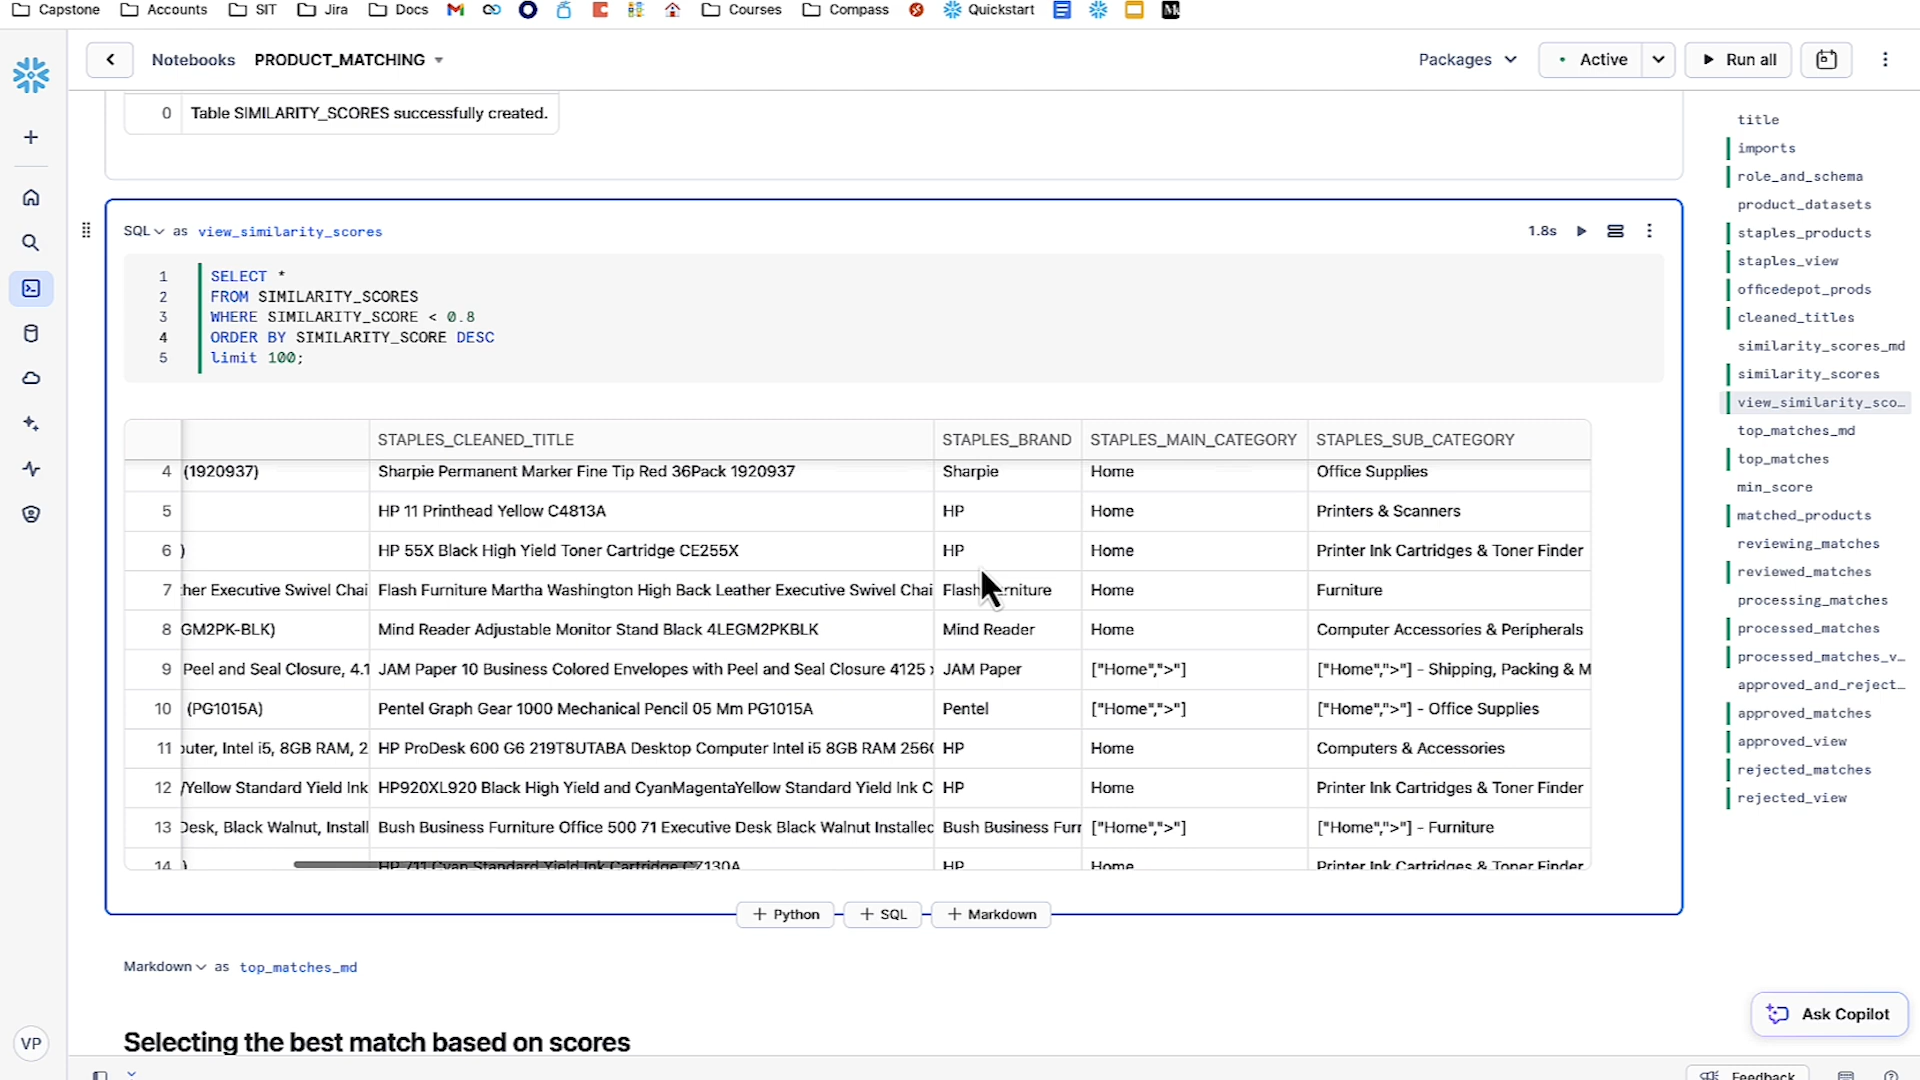 Capstone Accounts SIT Jira Docs Courses Compass Quickstart
Notebooks PRODUCT_MATCHING Packages Active Run all
0 Table SIMILARITY_SCORES successfully created.
SQL as view_similarity_scores 1.8s
1 SELECT *
2 FROM SIMILARITY_SCORES
3 WHERE SIMILARITY_SCORE < 0.8
4 ORDER BY SIMILARITY_SCORE DESC
5 limit 100;
STAPLES_CLEANED_TITLE STAPLES_BRAND STAPLES_MAIN_CATEGORY STAPLES_SUB_CATEGORY
4 (1920937) Sharpie Permanent Marker Fine Tip Red 36Pack 1920937 Sharpie Home Office Supplies
5 HP 11 Printhead Yellow C4813A HP Home Printers & Scanners
6 ) HP 55X Black High Yield Toner Cartridge CE255X HP Home Printer Ink Cartridges & Toner Finder
7 her Executive Swivel Chai Flash Furniture Martha Washington High Back Leather Executive Swivel Chai Flash Furniture Home Furniture
8 GM2PK-BLK) Mind Reader Adjustable Monitor Stand Black 4LEGM2PKBLK Mind Reader Home Computer Accessories & Peripherals
9 Peel and Seal Closure, 4.1 JAM Paper 10 Business Colored Envelopes with Peel and Seal Closure 4125 x JAM Paper ["Home",">"] ["Home",">"] - Shipping, Packing & M
10 (PG1015A) Pentel Graph Gear 1000 Mechanical Pencil 05 Mm PG1015A Pentel ["Home",">"] ["Home",">"] - Office Supplies
11 outer, Intel i5, 8GB RAM, 2 HP ProDesk 600 G6 219T8UTABA Desktop Computer Intel i5 8GB RAM 256G HP Home Computers & Accessories
12 /Yellow Standard Yield Ink HP920XL920 Black High Yield and CyanMagentaYellow Standard Yield Ink C HP Home Printer Ink Cartridges & Toner Finder
13 Desk, Black Walnut, Install Bush Business Furniture Office 500 71 Executive Desk Black Walnut Installed Bush Business Furr ["Home",">"] ["Home",">"] - Furniture
14 ) HP 711 Cyan Standard Yield Ink Cartridge CZ130A HP Home Printer Ink Cartridges & Toner Finder
+ Python + SQL + Markdown
Markdown as top_matches_md
Selecting the best match based on scores
title
imports
role_and_schema
product_datasets
staples_products
staples_view
officedepot_prods
cleaned_titles
similarity_scores_md
similarity_scores
view_similarity_sco…
top_matches_md
top_matches
min_score
matched_products
reviewing_matches
reviewed_matches
processing_matches
processed_matches
processed_matches_v…
approved_and_reject…
approved_matches
approved_view
rejected_matches
rejected_view
Ask Copilot
VP
Feedback